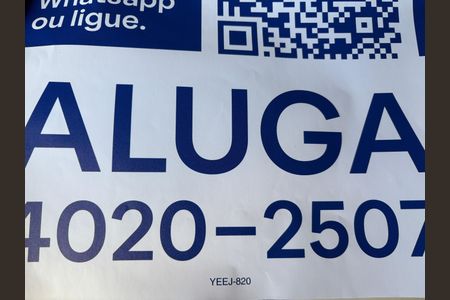 Whatsapp
ou ligue.
ALUGA
4020-2507
YEEJ-820